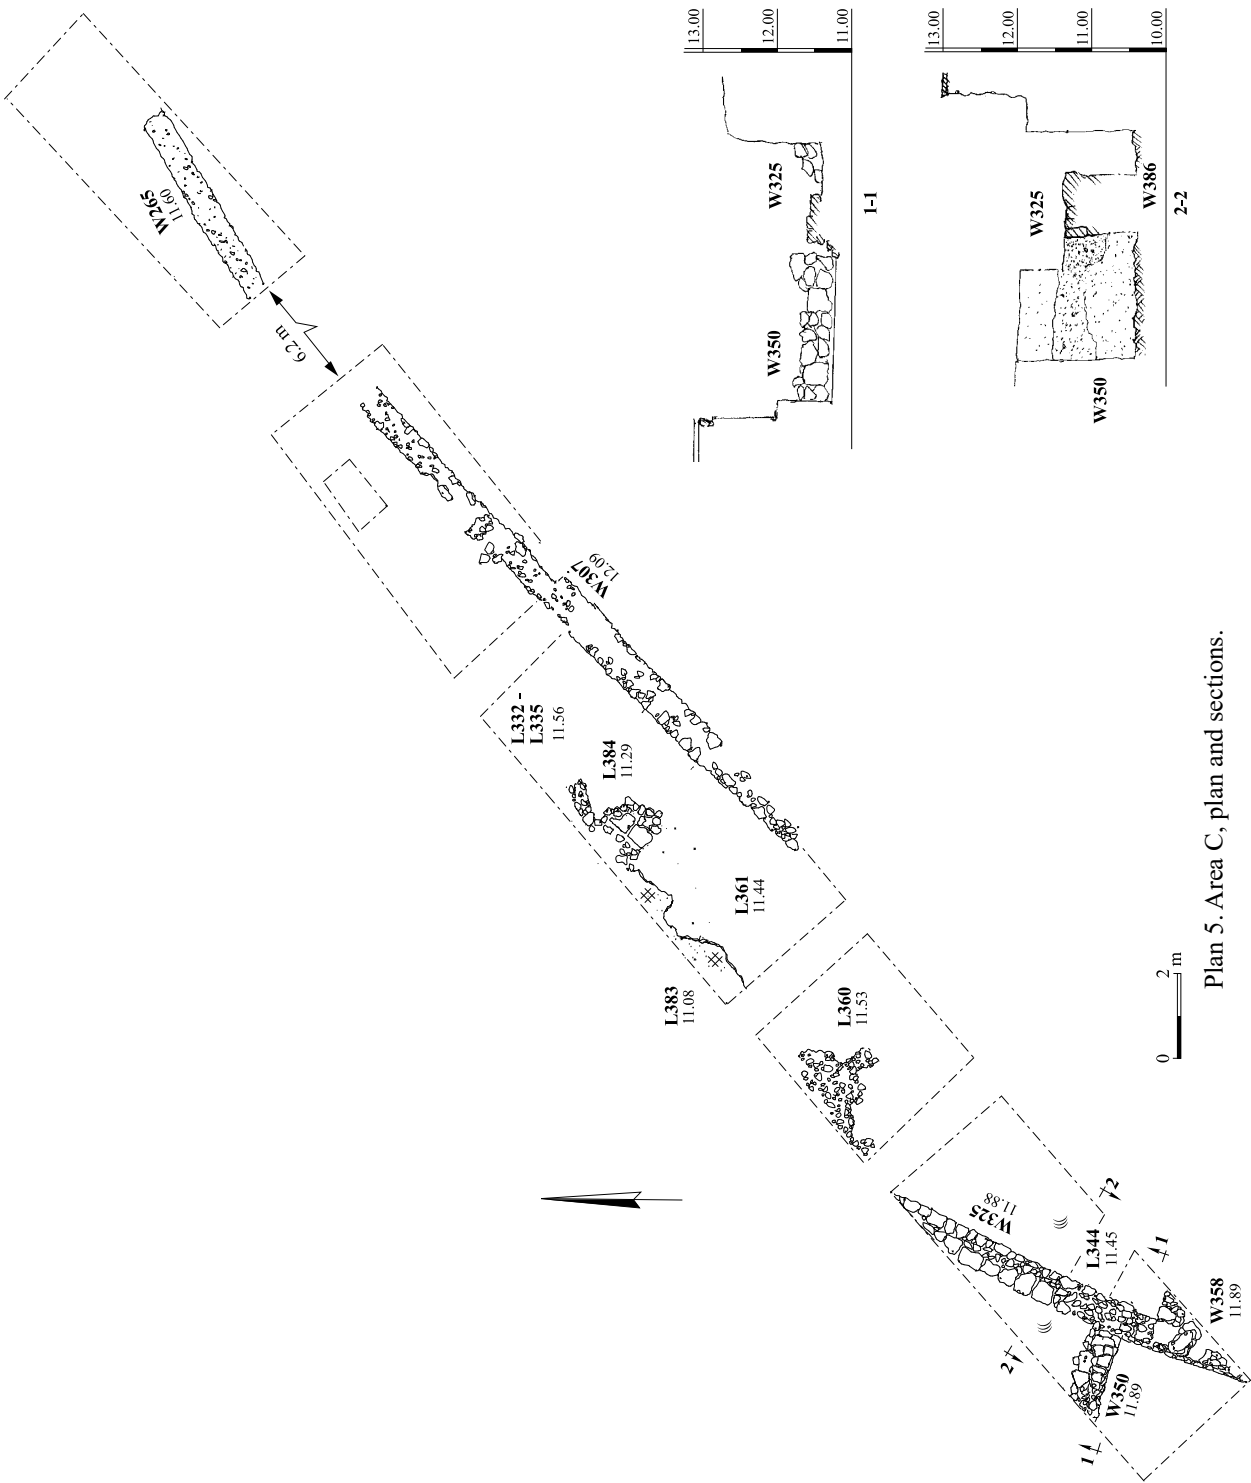 W265
11.60
6.2 m
W307
12.09
L332 -
L335
11.56
L384
11.29
L361
11.44
L383
11.08
L360
11.53
W325
11.88
L344
11.45
W358
11.89
W350
11.89
1
1
2
2
13.00
12.00
11.00
W350
W325
1-1
13.00
12.00
11.00
10.00
W350
W325
W386
2-2
0
2
m
Plan 5. Area C, plan and sections.